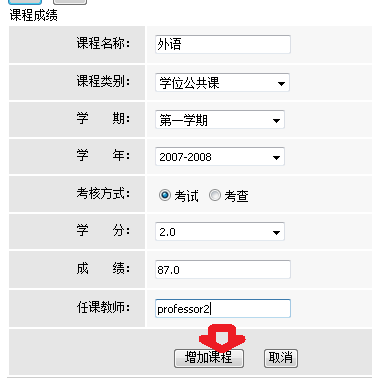 课程成绩
课程名称： 外语
课程类别： 学位公共课
学 期： 第一学期
学 年： 2007-2008
考核方式： 考试 考查
学 分： 2.0
成 绩： 87.0
任课教师： professor2
增加课程 取消